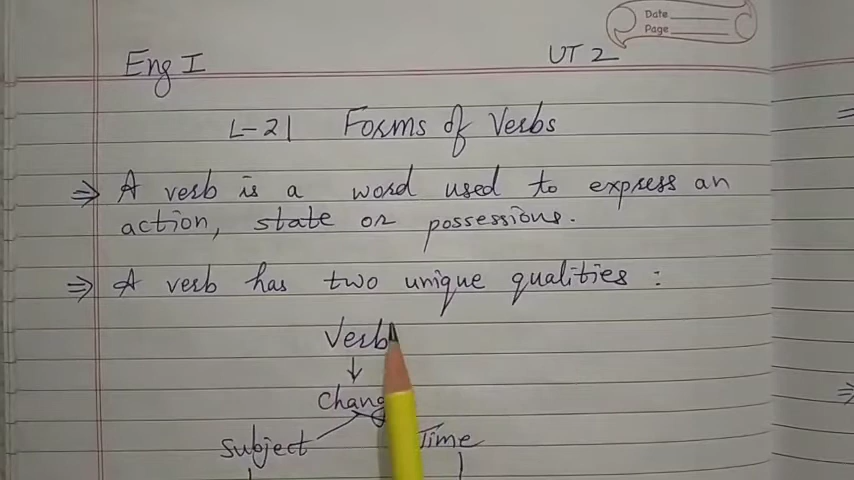 Date
Page
Eng I
UT 2
L-21 Forms of Verbs
⇒ A verb is a word used to express an
action, state or possessions.
⇒ A verb has two unique qualities :
Verb
↓
Subject Time